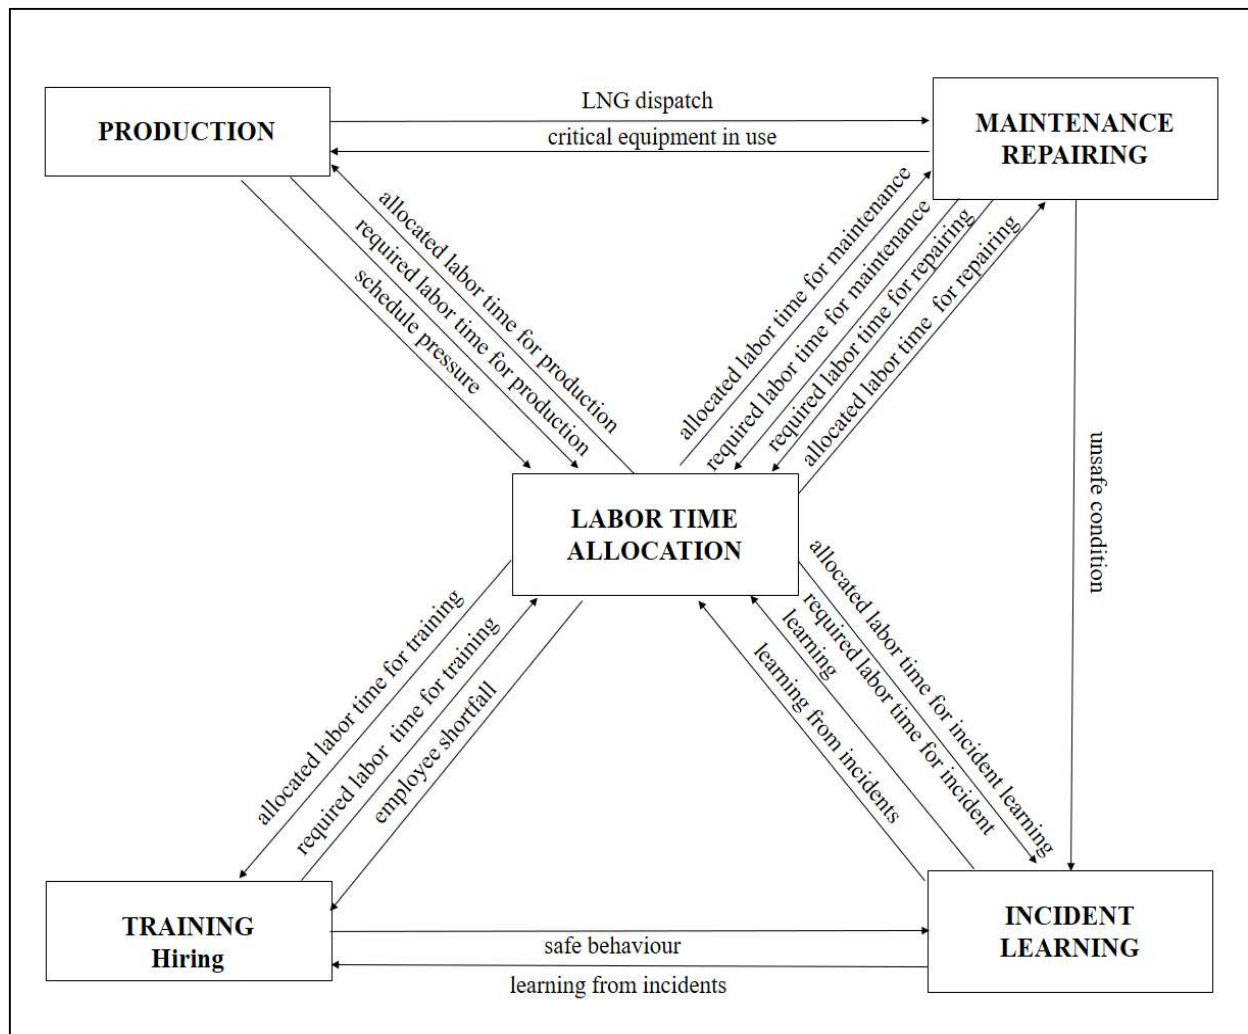 PRODUCTION
LNG dispatch
critical equipment in use
MAINTENANCE
REPAIRING
allocated labor time for production
required labor time for production
schedule pressure
allocated labor time for maintenance
required labor time for maintenance
required labor time for repairing
allocated labor time for repairing
unsafe condition
LABOR TIME
ALLOCATION
allocated labor time for training
required labor time for training
employee shortfall
allocated labor time for incident learning
required labor time for incident
learning
learning from incidents
TRAINING
Hiring
safe behaviour
learning from incidents
INCIDENT
LEARNING